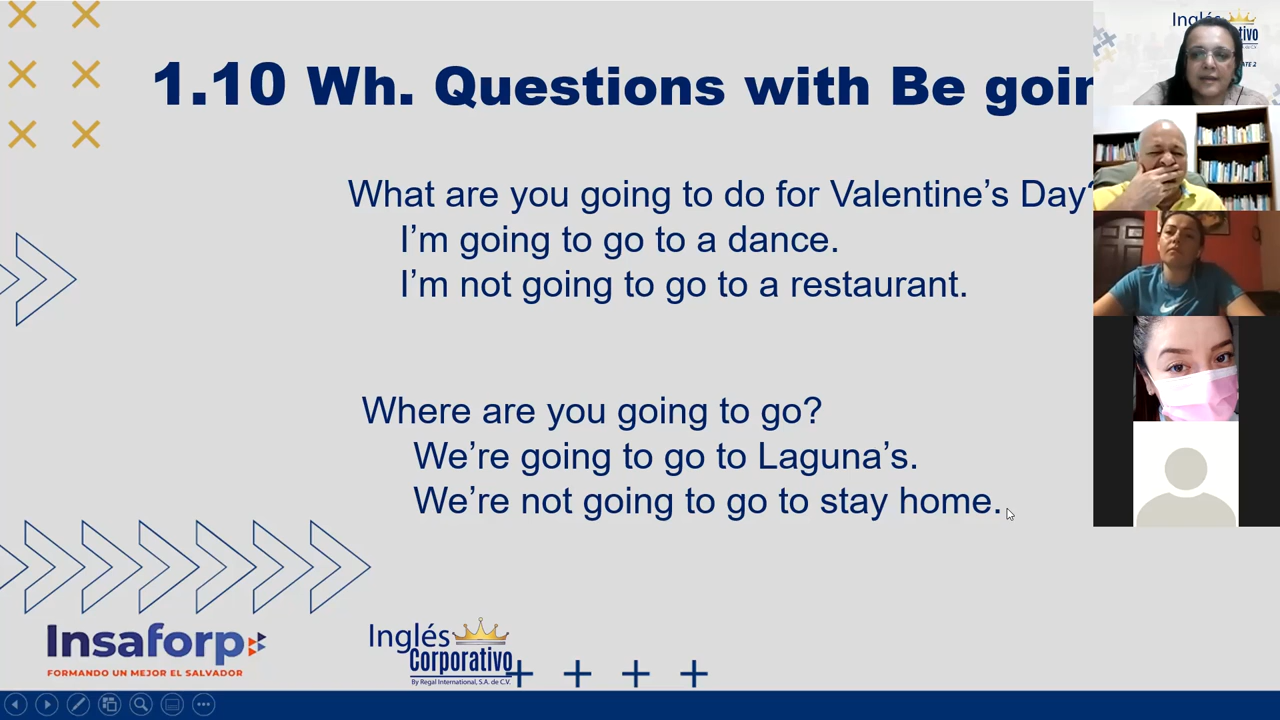 1.10 Wh. Questions with Be goin
What are you going to do for Valentine’s Day?
I’m going to go to a dance.
I’m not going to go to a restaurant.
Where are you going to go?
We’re going to go to Laguna’s.
We’re not going to go to stay home.
Insaforp
FORMANDO UN MEJOR EL SALVADOR
Inglés
Corporativo
By Regal International, S.A. de C.V.
Inglés